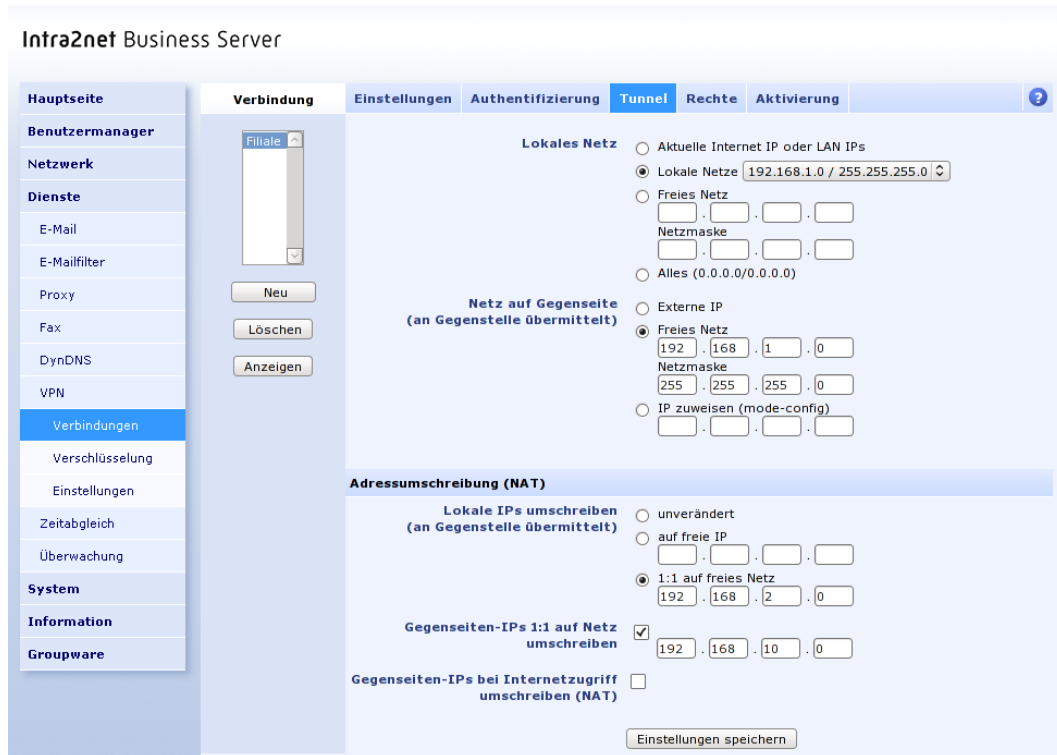 Intra2net Business Server
Hauptseite
Benutzermanager
Netzwerk
Dienste
E-Mail
E-Mailfilter
Proxy
Fax
DynDNS
VPN
Verbindungen
Verschlüsselung
Einstellungen
Zeitabgleich
Überwachung
System
Information
Groupware
Verbindung
Filiale
Neu
Löschen
Anzeigen
Einstellungen Authentifizierung Tunnel Rechte Aktivierung ?
Lokales Netz
Aktuelle Internet IP oder LAN IPs
Lokale Netze 192.168.1.0 / 255.255.255.0
Freies Netz
. . .
Netzmaske
. . .
Alles (0.0.0.0/0.0.0.0)
Netz auf Gegenseite
(an Gegenstelle übermittelt)
Externe IP
Freies Netz
192 . 168 . 1 . 0
Netzmaske
255 . 255 . 255 . 0
IP zuweisen (mode-config)
. . .
Adressumschreibung (NAT)
Lokale IPs umschreiben
(an Gegenstelle übermittelt)
unverändert
auf freie IP
. . .
1:1 auf freies Netz
192 . 168 . 2 . 0
Gegenseiten-IPs 1:1 auf Netz
umschreiben
192 . 168 . 10 . 0
Gegenseiten-IPs bei Internetzugriff
umschreiben (NAT)
Einstellungen speichern